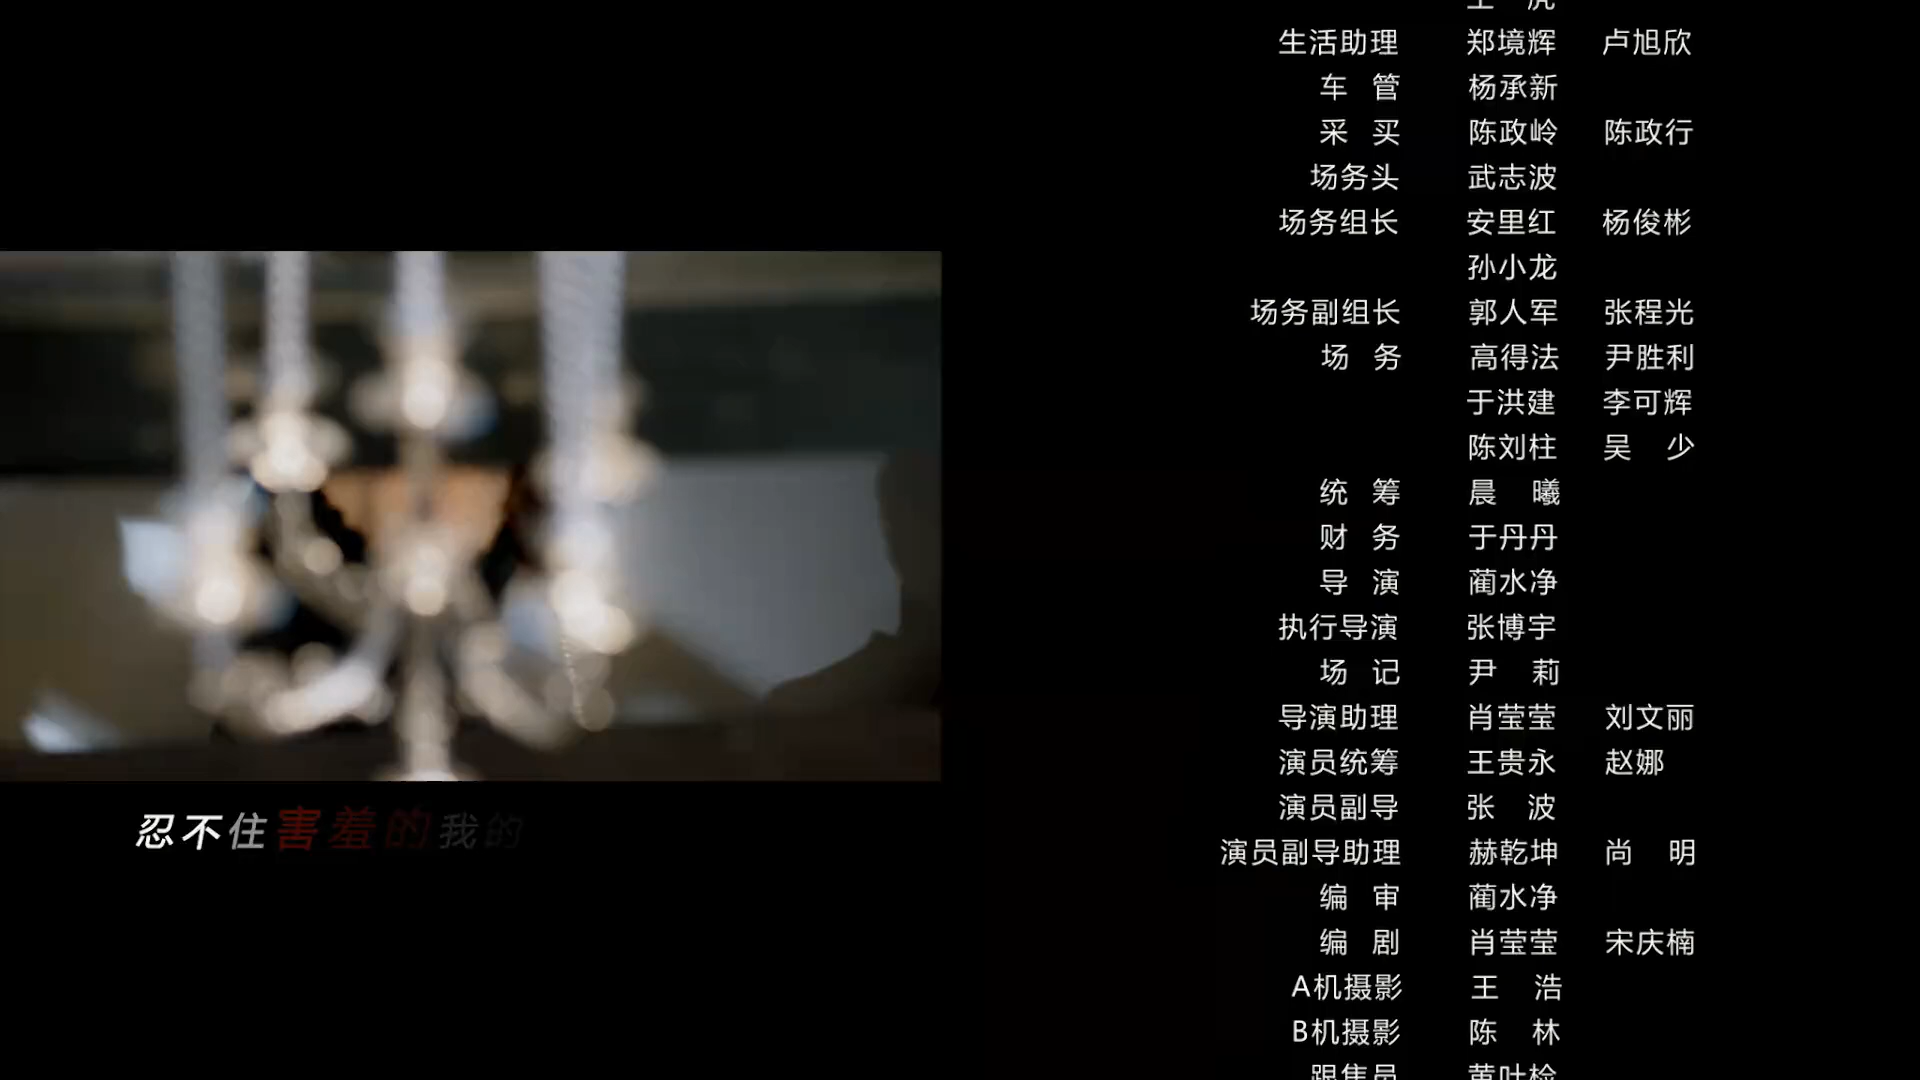 生活助理 郑境辉 卢旭欣
车 管 杨承新
采 买 陈政岭 陈政行
场务头 武志波
场务组长 安里红 杨俊彬
孙小龙
场务副组长 郭人军 张程光
场 务 高得法 尹胜利
于洪建 李可辉
陈刘柱 吴 少
统 筹 晨 曦
财 务 于丹丹
导 演 蔺水净
执行导演 张博宇
场 记 尹 莉
导演助理 肖莹莹 刘文丽
演员统筹 王贵永 赵娜
演员副导 张 波
演员副导助理 赫乾坤 尚 明
编 审 蔺水净
编 剧 肖莹莹 宋庆楠
A机摄影 王 浩
B机摄影 陈 林
忍不住害羞的我的